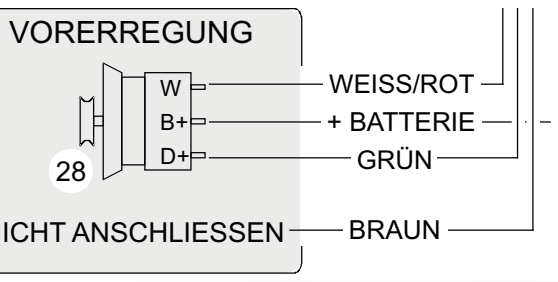 VORERREGUNG
W WEISS/ROT
B+ + BATTERIE
D+ GRÜN
28
ICHT ANSCHLIESSEN BRAUN